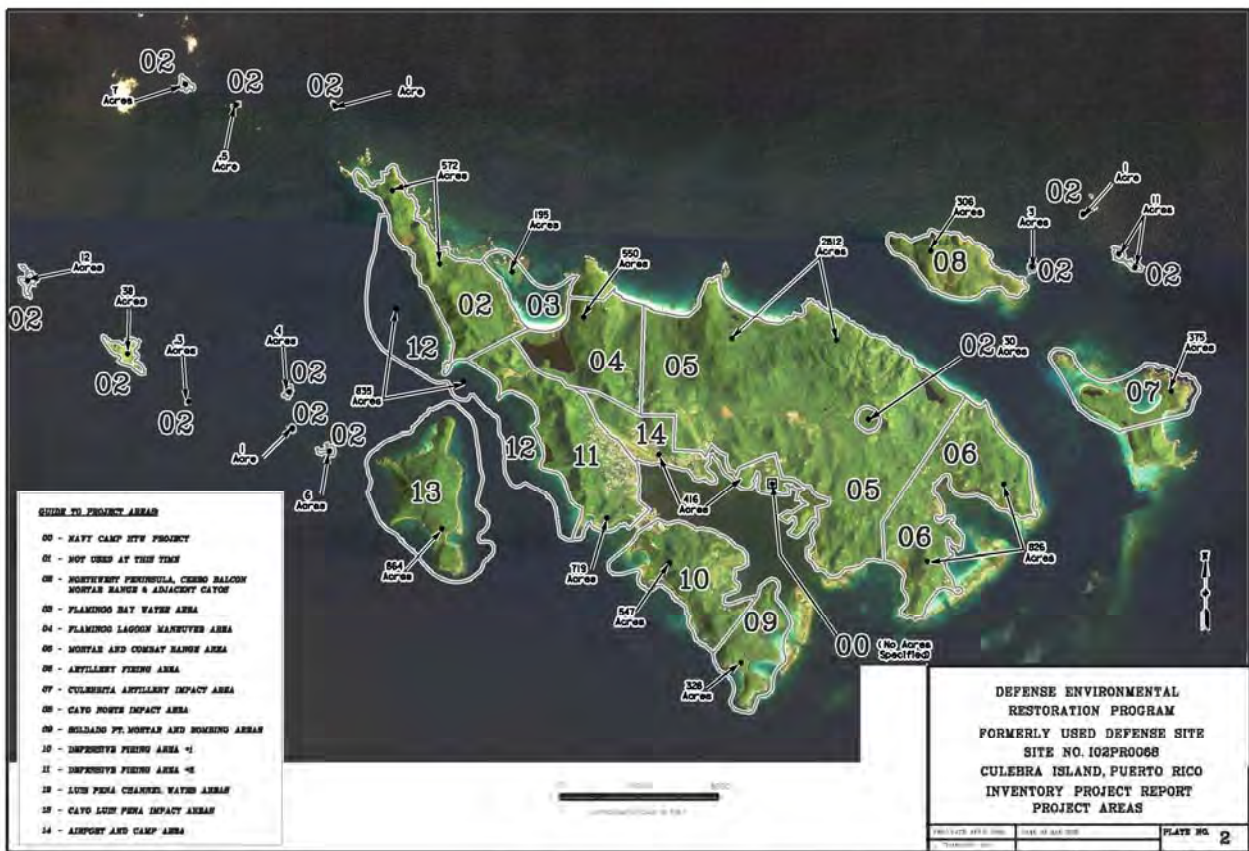 02
7
Acres
02
.5
Acre
02
1
Acre
572
Acres
195
Acres
550
Acres
2812
Acres
306
Acres
08
3
Acres
02
02
1
Acre
11
Acres
02
12
Acres
02
38
Acres
02
.3
Acres
02
4
Acres
02
02
1
Acre
02
6
Acres
02
03
12
835
Acres
04
05
02
30
Acres
375
Acres
07
06
14
12
11
13
05
06
416
Acres
864
Acres
719
Acres
10
547
Acres
09
328
Acres
826
Acres
00
(No Acres
Specified)
N
GUIDE TO PROJECT AREAS
00 - NAVY CAMP HTW PROJECT
01 - NOT USED AT THIS TIME
02 - NORTHWEST PENINSULA, CERRO BALCON
MORTAR RANGE & ADJACENT CAYOS
03 - FLAMINGO BAY WATER AREA
04 - FLAMINGO LAGOON MANEUVER AREA
05 - MORTAR AND COMBAT RANGE AREA
06 - ARTILLERY FIRING AREA
07 - CULEBRITA ARTILLERY IMPACT AREA
08 - CAYO NORTE IMPACT AREA
09 - SOLDADO PT. MORTAR AND BOMBING AREAS
10 - DEFENSIVE FIRING AREA #1
11 - DEFENSIVE FIRING AREA #2
12 - LUIS PENA CHANNEL WATER AREAS
13 - CAYO LUIS PENA IMPACT AREAS
14 - AIRPORT AND CAMP AREA
DEFENSE ENVIRONMENTAL
RESTORATION PROGRAM
FORMERLY USED DEFENSE SITE
SITE NO. I02PR0068
CULEBRA ISLAND, PUERTO RICO
INVENTORY PROJECT REPORT
PROJECT AREAS
PLATE NO. 2